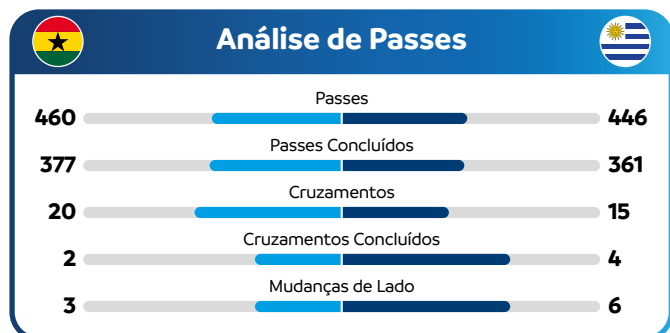 Análise de Passes
Passes
460 446
Passes Concluídos
377 361
Cruzamentos
20 15
Cruzamentos Concluídos
2 4
Mudanças de Lado
3 6